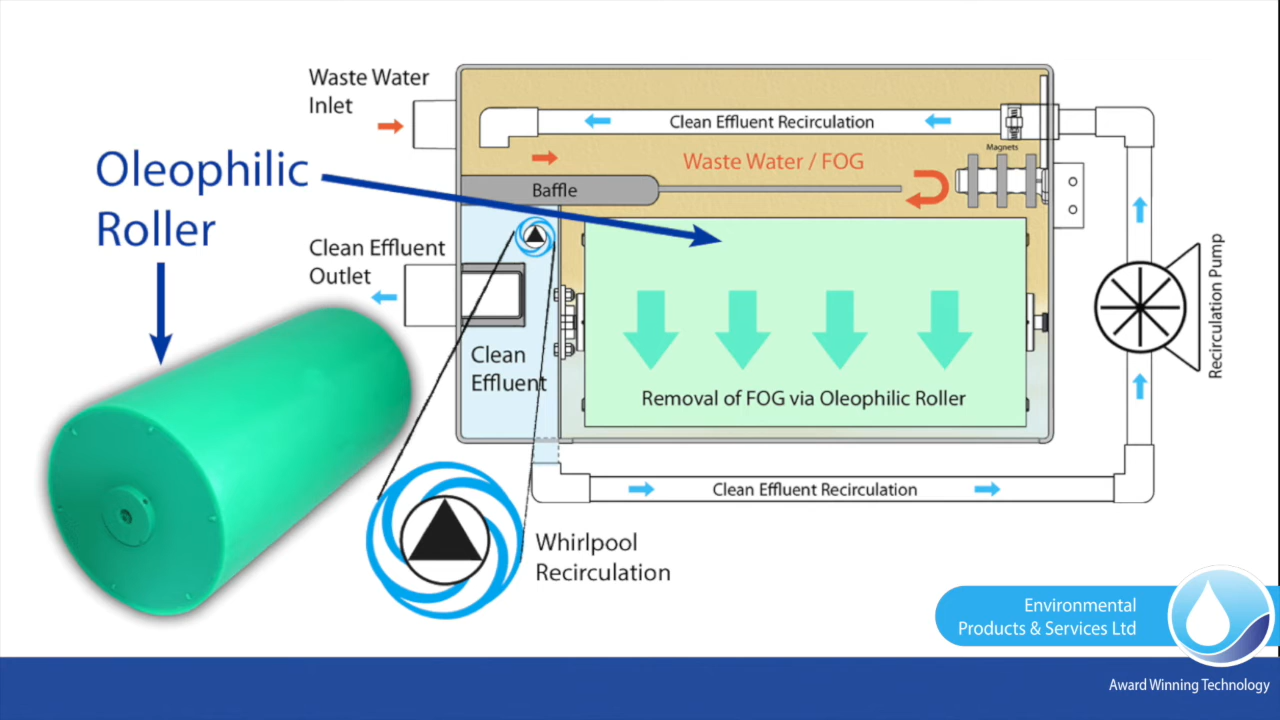 Waste Water
Inlet
Clean Effluent Recirculation
Magnets
Waste Water / FOG
Oleophilic
Roller
Baffle
Clean Effluent
Outlet
Clean
Effluent
Removal of FOG via Oleophilic Roller
Recirculation Pump
Clean Effluent Recirculation
Whirlpool
Recirculation
Environmental
Products & Services Ltd
Award Winning Technology